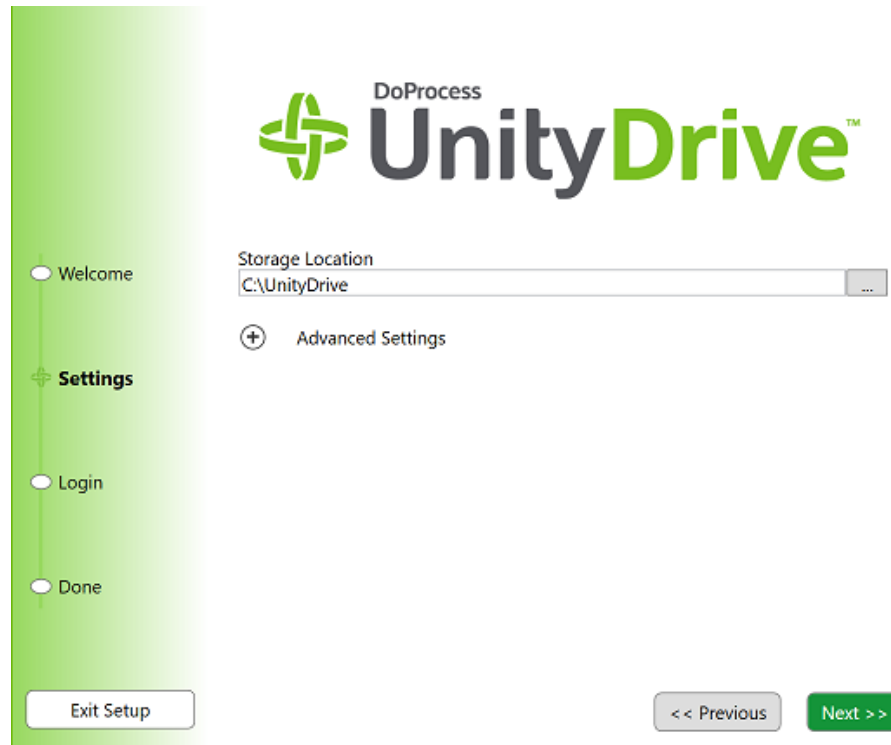 DoProcess
UnityDrive™
Welcome
Settings
Login
Done
Storage Location
C:\UnityDrive
...
Advanced Settings
Exit Setup
<< Previous
Next >>